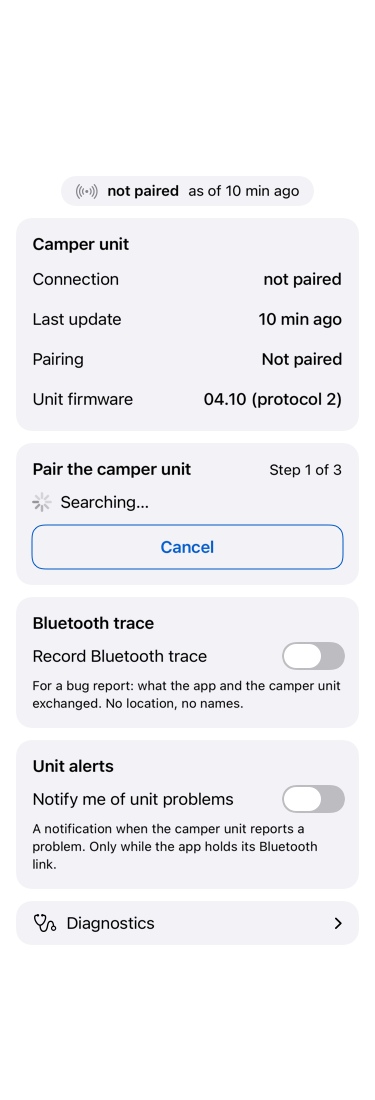 not paired as of 10 min ago
Camper unit
Connection not paired
Last update 10 min ago
Pairing Not paired
Unit firmware 04.10 (protocol 2)
Pair the camper unit Step 1 of 3
Searching...
Cancel
Bluetooth trace
Record Bluetooth trace
For a bug report: what the app and the camper unit
exchanged. No location, no names.
Unit alerts
Notify me of unit problems
A notification when the camper unit reports a
problem. Only while the app holds its Bluetooth
link.
Diagnostics